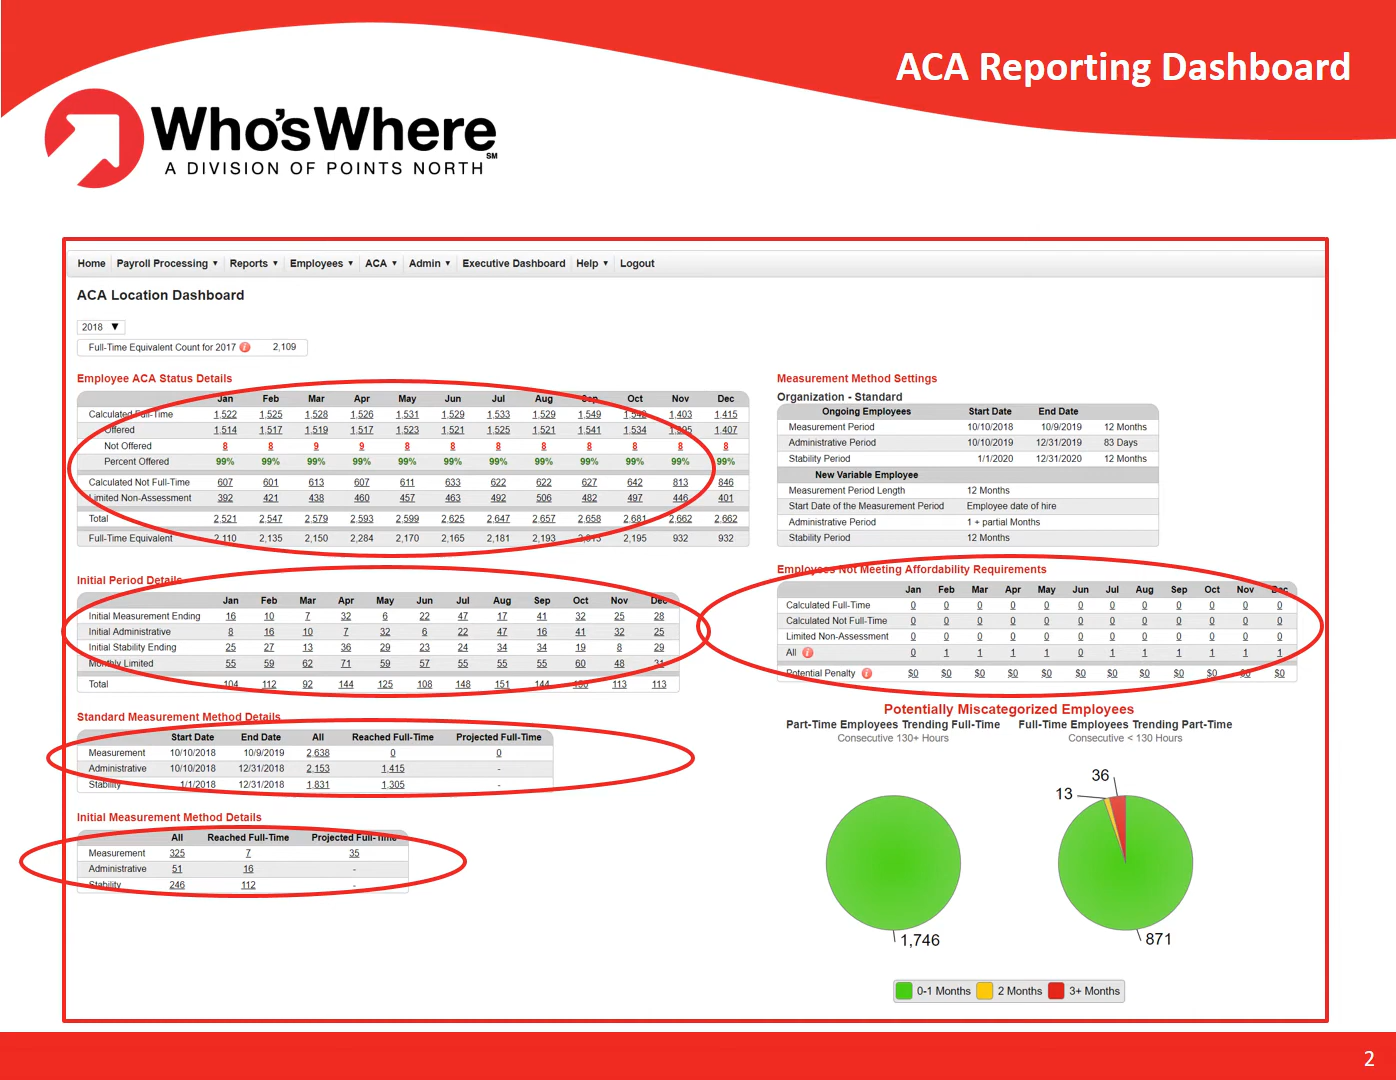 ACA Reporting Dashboard
Who'sWhere SM
A DIVISION OF POINTS NORTH
Home Payroll Processing Reports Employees ACA Admin Executive Dashboard Help Logout
ACA Location Dashboard
2018
Full-Time Equivalent Count for 2017 i 2,109
Employee ACA Status Details
Jan Feb Mar Apr May Jun Jul Aug Sep Oct Nov Dec
Calculated Full-Time 1,522 1,525 1,528 1,526 1,531 1,529 1,533 1,529 1,549 1,403 1,415
Offered 1,514 1,517 1,519 1,517 1,523 1,521 1,525 1,521 1,541 1,534 1,407
Not Offered 8 8 9 9 8 8 8 8 8 8 8 8
Percent Offered 99% 99% 99% 99% 99% 99% 99% 99% 99% 99% 99% 99%
Calculated Not Full-Time 607 601 613 607 611 633 622 622 627 642 813 846
Limited Non-Assessment 392 421 438 460 457 463 492 506 482 497 446 401
Total 2,521 2,547 2,579 2,593 2,599 2,625 2,647 2,657 2,658 2,681 2,662 2,662
Full-Time Equivalent 2,110 2,135 2,150 2,284 2,170 2,165 2,181 2,193 2,195 932 932
Initial Period Details
Jan Feb Mar Apr May Jun Jul Aug Sep Oct Nov Dec
Initial Measurement Ending 16 10 7 32 6 22 47 17 41 32 25 28
Initial Administrative 8 16 10 7 32 6 22 47 16 41 32 25
Initial Stability Ending 25 27 13 36 29 23 24 34 34 19 8 29
Monthly Limited 55 59 62 71 59 57 55 55 55 60 48 31
Total 104 112 92 144 125 108 148 151 144 113 113
Standard Measurement Method Details
Start Date End Date All Reached Full-Time Projected Full-Time
Measurement 10/10/2018 10/9/2019 2,638 0 0
Administrative 10/10/2018 12/31/2018 2,153 1,415 -
Stability 1/1/2018 12/31/2018 1,831 1,305 -
Initial Measurement Method Details
All Reached Full-Time Projected Full-Time
Measurement 325 7 35
Administrative 51 16 -
Stability 246 112 -
Measurement Method Settings
Organization - Standard
Ongoing Employees Start Date End Date
Measurement Period 10/10/2018 10/9/2019 12 Months
Administrative Period 10/10/2019 12/31/2019 83 Days
Stability Period 1/1/2020 12/31/2020 12 Months
New Variable Employee
Measurement Period Length 12 Months
Start Date of the Measurement Period Employee date of hire
Administrative Period 1 + partial Months
Stability Period 12 Months
Employees Not Meeting Affordability Requirements
Jan Feb Mar Apr May Jun Jul Aug Sep Oct Nov Dec
Calculated Full-Time 0 0 0 0 0 0 0 0 0 0 0 0
Calculated Not Full-Time 0 0 0 0 0 0 0 0 0 0 0 0
Limited Non-Assessment 0 0 0 0 0 0 0 0 0 0 0 0
All i 0 1 1 1 1 0 1 1 1 1 1 1
Potential Penalty i $0 $0 $0 $0 $0 $0 $0 $0 $0 $0 $0 $0
Potentially Miscategorized Employees
Part-Time Employees Trending Full-Time Full-Time Employees Trending Part-Time
Consecutive 130+ Hours Consecutive < 130 Hours
36
13
1,746 871
0-1 Months 2 Months 3+ Months
2